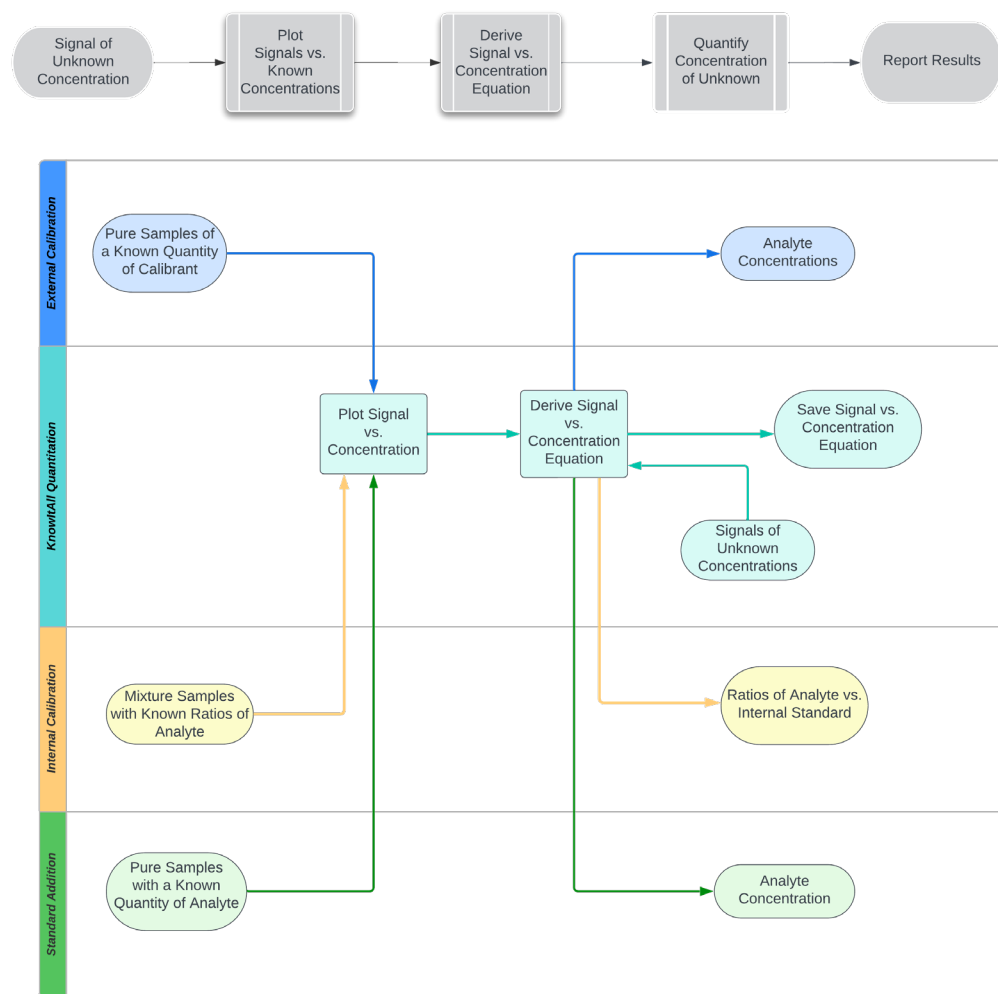 Signal of
Unknown
Concentration
Plot
Signals vs.
Known
Concentrations
Derive
Signal vs.
Concentration
Equation
Quantify
Concentration
of Unknown
Report Results
External Calibration
Pure Samples of
a Known Quantity
of Calibrant
Analyte
Concentrations
KnowItAll Quantitation
Plot Signal
vs.
Concentration
Derive Signal
vs.
Concentration
Equation
Save Signal vs.
Concentration
Equation
Signals of
Unknown
Concentrations
Internal Calibration
Mixture Samples
with Known Ratios of
Analyte
Ratios of Analyte vs.
Internal Standard
Standard Addition
Pure Samples
with a Known
Quantity of Analyte
Analyte
Concentration